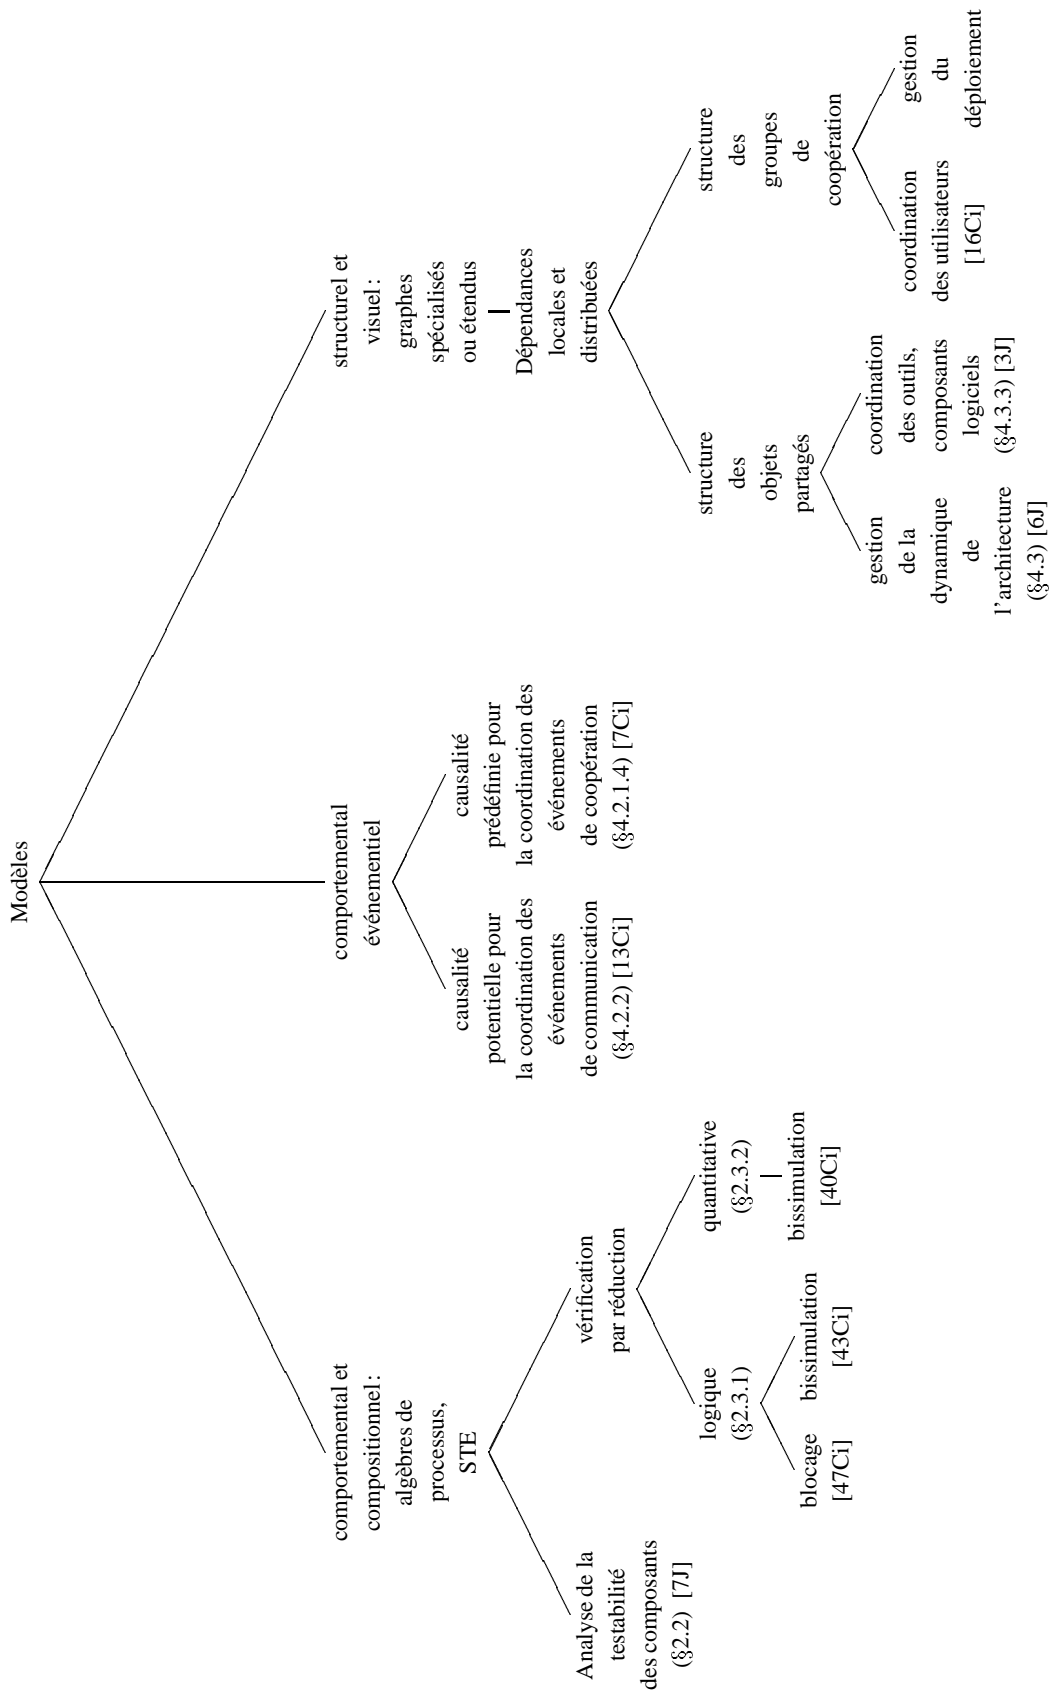 Modèles
comportemental et
compositionnel :
algèbres de
processus,
STE
Analyse de la
testabilité
des composants
(§2.2) [7J]
vérification
par réduction
logique
(§2.3.1)
blocage
[47Ci]
bissimulation
[43Ci]
quantitative
(§2.3.2)
bissimulation
[40Ci]
comportemental
événementiel
causalité
potentielle pour
la coordination des
événements
de communication
(§4.2.2) [13Ci]
causalité
prédéfinie pour
la coordination des
événements
de coopération
(§4.2.1.4) [7Ci]
structurel et
visuel :
graphes
spécialisés
ou étendus
Dépendances
locales et
distribuées
structure
des
objets
partagés
gestion
de la
dynamique
de
l'architecture
(§4.3) [6J]
coordination
des outils,
composants
logiciels
(§4.3.3) [3J]
structure
des
groupes
de
coopération
coordination
des utilisateurs
[16Ci]
gestion
du
déploiement